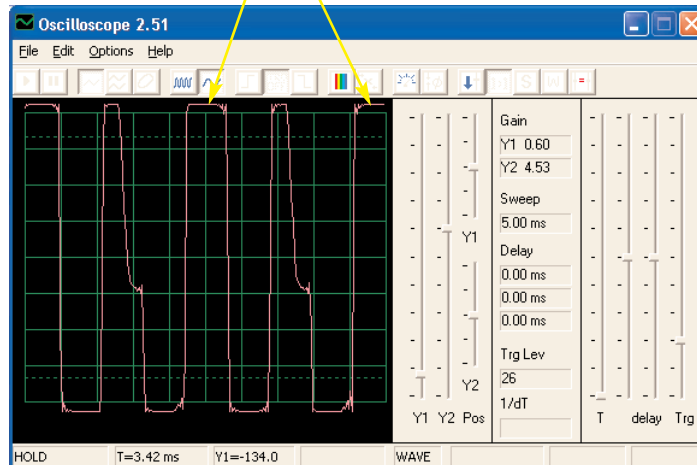 Oscilloscope 2.51
File Edit Options Help
S W =
Gain
Y1 0.60
Y2 4.53
Sweep
5.00 ms
Y1
Delay
0.00 ms
0.00 ms
0.00 ms
Trg Lev
Y2
26
1/dT
Y1 Y2 Pos
T delay Trg
HOLD T=3.42 ms Y1=-134.0 WAVE